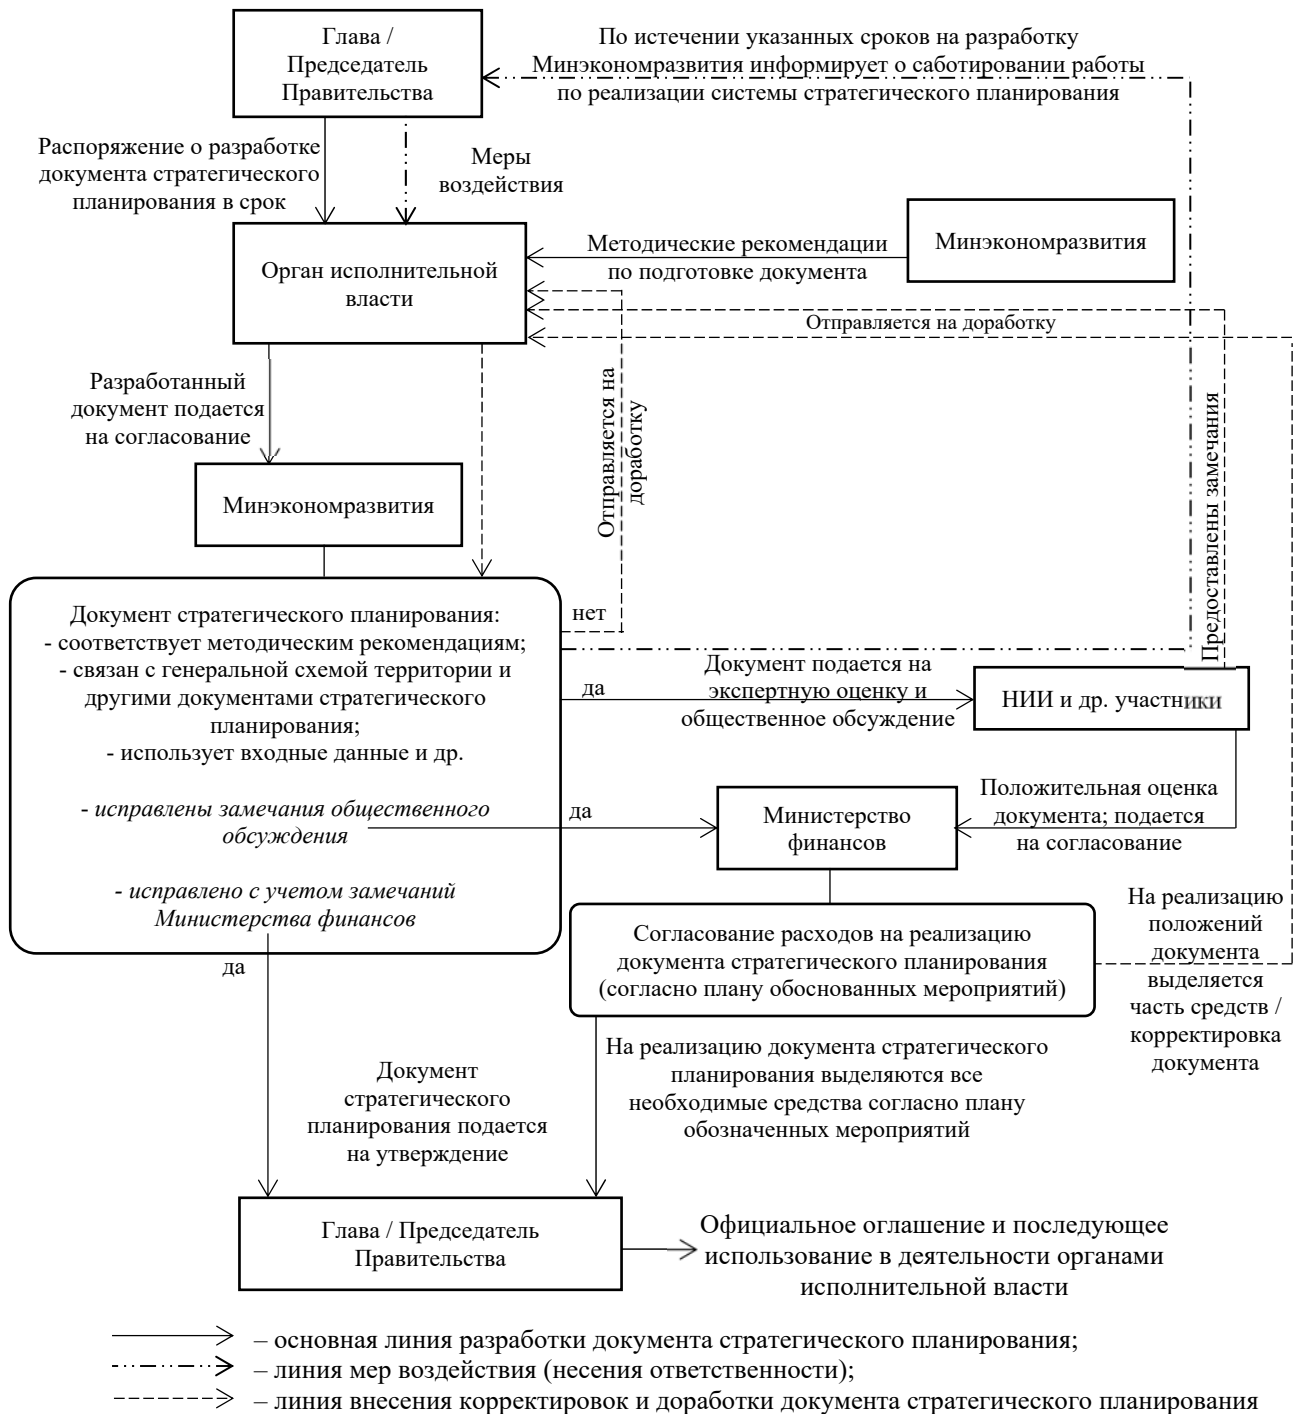 Глава /
Председатель
Правительства
По истечении указанных сроков на разработку
Минэкономразвития информирует о саботировании работы
по реализации системы стратегического планирования
Распоряжение о разработке
документа стратегического
планирования в срок
Меры
воздействия
Орган исполнительной
власти
Методические рекомендации
по подготовке документа
Минэкономразвития
Отправляется на доработку
Разработанный
документ подается
на согласование
Отправляется на
доработку
Предоставлены замечания
Минэкономразвития
Документ стратегического планирования:
- соответствует методическим рекомендациям;
- связан с генеральной схемой территории и
другими документами стратегического
планирования;
- использует входные данные и др.
- исправлены замечания общественного
обсуждения
- исправлено с учетом замечаний
Министерства финансов
нет
да
Документ подается на
экспертную оценку и
общественное обсуждение
НИИ и др. участники
да
Министерство
финансов
Положительная оценка
документа; подается
на согласование
Согласование расходов на реализацию
документа стратегического планирования
(согласно плану обоснованных мероприятий)
На реализацию
положений
документа
выделяется
часть средств /
корректировка
документа
да
Документ
стратегического
планирования подается
на утверждение
На реализацию документа стратегического
планирования выделяются все
необходимые средства согласно плану
обозначенных мероприятий
Глава / Председатель
Правительства
Официальное оглашение и последующее
использование в деятельности органами
исполнительной власти
– основная линия разработки документа стратегического планирования;
– линия мер воздействия (несения ответственности);
– линия внесения корректировок и доработки документа стратегического планирования